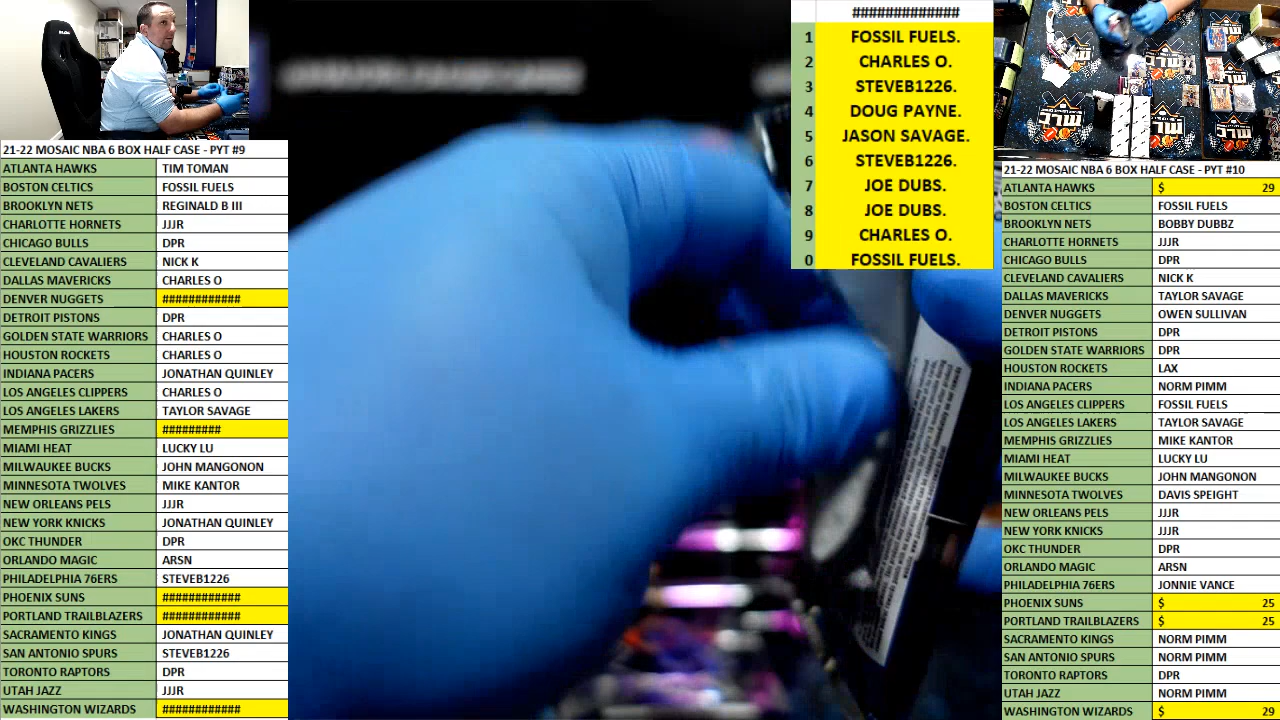 21-22 MOSAIC NBA 6 BOX HALF CASE - PYT #9
ATLANTA HAWKS TIM TOMAN
BOSTON CELTICS FOSSIL FUELS
BROOKLYN NETS REGINALD B III
CHARLOTTE HORNETS JJJR
CHICAGO BULLS DPR
CLEVELAND CAVALIERS NICK K
DALLAS MAVERICKS CHARLES O
DENVER NUGGETS ############
DETROIT PISTONS DPR
GOLDEN STATE WARRIORS CHARLES O
HOUSTON ROCKETS CHARLES O
INDIANA PACERS JONATHAN QUINLEY
LOS ANGELES CLIPPERS CHARLES O
LOS ANGELES LAKERS TAYLOR SAVAGE
MEMPHIS GRIZZLIES #########
MIAMI HEAT LUCKY LU
MILWAUKEE BUCKS JOHN MANGONON
MINNESOTA TWOLVES MIKE KANTOR
NEW ORLEANS PELS JJJR
NEW YORK KNICKS JONATHAN QUINLEY
OKC THUNDER DPR
ORLANDO MAGIC ARSN
PHILADELPHIA 76ERS STEVEB1226
PHOENIX SUNS ############
PORTLAND TRAILBLAZERS ############
SACRAMENTO KINGS JONATHAN QUINLEY
SAN ANTONIO SPURS STEVEB1226
TORONTO RAPTORS DPR
UTAH JAZZ JJJR
WASHINGTON WIZARDS ############
#############
1 FOSSIL FUELS.
2 CHARLES O.
3 STEVEB1226.
4 DOUG PAYNE.
5 JASON SAVAGE.
6 STEVEB1226.
7 JOE DUBS.
8 JOE DUBS.
9 CHARLES O.
0 FOSSIL FUELS.
21-22 MOSAIC NBA 6 BOX HALF CASE - PYT #10
ATLANTA HAWKS $ 29
BOSTON CELTICS FOSSIL FUELS
BROOKLYN NETS BOBBY DUBBZ
CHARLOTTE HORNETS JJJR
CHICAGO BULLS DPR
CLEVELAND CAVALIERS NICK K
DALLAS MAVERICKS TAYLOR SAVAGE
DENVER NUGGETS OWEN SULLIVAN
DETROIT PISTONS DPR
GOLDEN STATE WARRIORS DPR
HOUSTON ROCKETS LAX
INDIANA PACERS NORM PIMM
LOS ANGELES CLIPPERS FOSSIL FUELS
LOS ANGELES LAKERS TAYLOR SAVAGE
MEMPHIS GRIZZLIES MIKE KANTOR
MIAMI HEAT LUCKY LU
MILWAUKEE BUCKS JOHN MANGONON
MINNESOTA TWOLVES DAVIS SPEIGHT
NEW ORLEANS PELS JJJR
NEW YORK KNICKS JJJR
OKC THUNDER DPR
ORLANDO MAGIC ARSN
PHILADELPHIA 76ERS JONNIE VANCE
PHOENIX SUNS $ 25
PORTLAND TRAILBLAZERS $ 25
SACRAMENTO KINGS NORM PIMM
SAN ANTONIO SPURS NORM PIMM
TORONTO RAPTORS DPR
UTAH JAZZ NORM PIMM
WASHINGTON WIZARDS $ 29